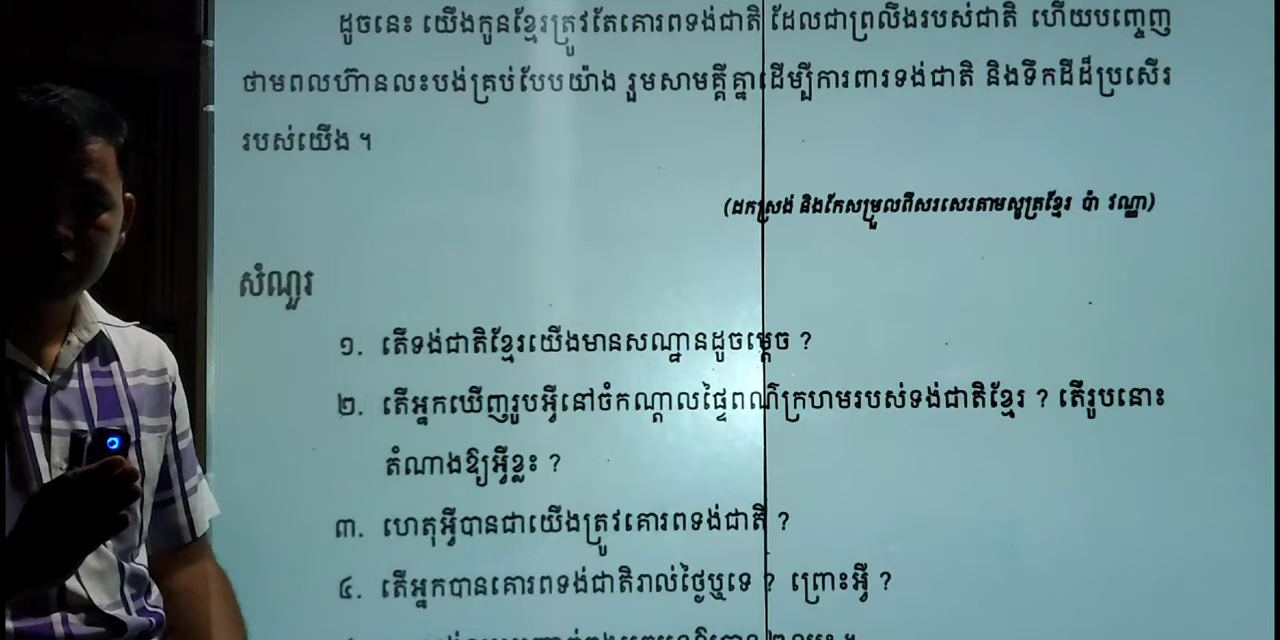 ដូចនេះ យើងកូនខ្មែរត្រូវតែគោរពទង់ជាតិ ដែលជាព្រលឹងរបស់ជាតិ ហើយបញ្ចេញ
ថាមពលហ៊ានលះបង់គ្រប់បែបយ៉ាង រួមសាមគ្គីគ្នាដើម្បីការពារទង់ជាតិ និងទឹកដីដ៏ប្រសើរ
របស់យើង ។
(ដកស្រង់ និងកែសម្រួលពីសរសេរតាមសូត្រខ្មែរ ប៉ា វណ្ណា)
សំណួរ
១. តើទង់ជាតិខ្មែរយើងមានសណ្ឋានដូចម្ដេច ?
២. តើអ្នកឃើញរូបអ្វីនៅចំកណ្ដាលផ្ទៃពណ៌ក្រហមរបស់ទង់ជាតិខ្មែរ ? តើរូបនោះ
តំណាងឱ្យអ្វីខ្លះ ?
៣. ហេតុអ្វីបានជាយើងត្រូវគោរពទង់ជាតិ ?
៤. តើអ្នកបានគោរពទង់ជាតិរាល់ថ្ងៃឬទេ ? ព្រោះអ្វី ?